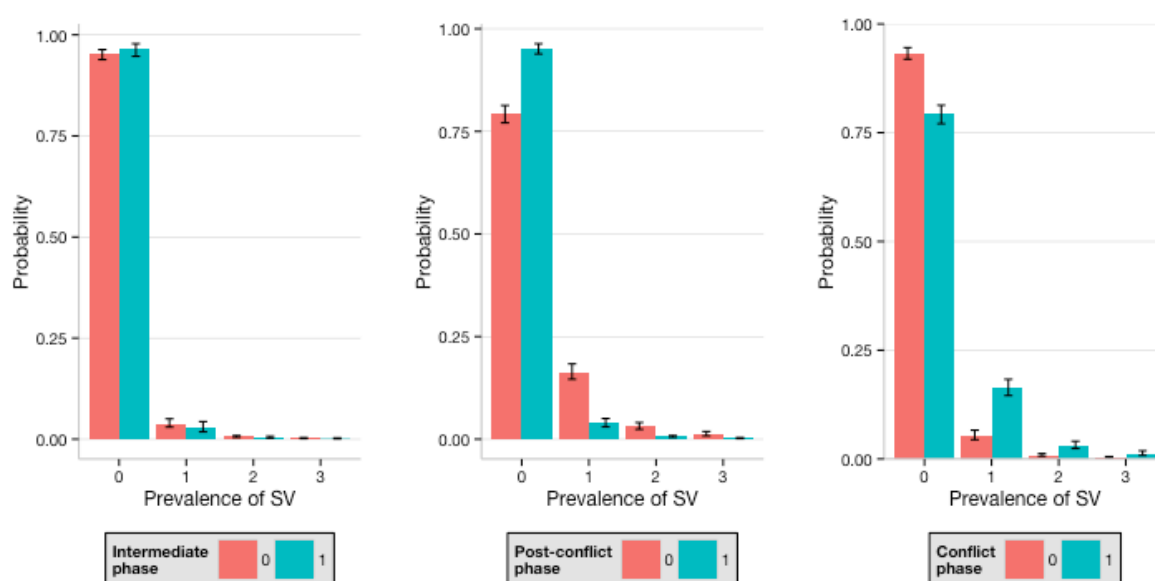 1.00
0.75
0.50
0.25
0.00
Probability
0 1 2 3
Prevalence of SV
Intermediate
phase
0 1
1.00
0.75
0.50
0.25
0.00
Probability
0 1 2 3
Prevalence of SV
Post-conflict
phase
0 1
1.00
0.75
0.50
0.25
0.00
Probability
0 1 2 3
Prevalence of SV
Conflict
phase
0 1